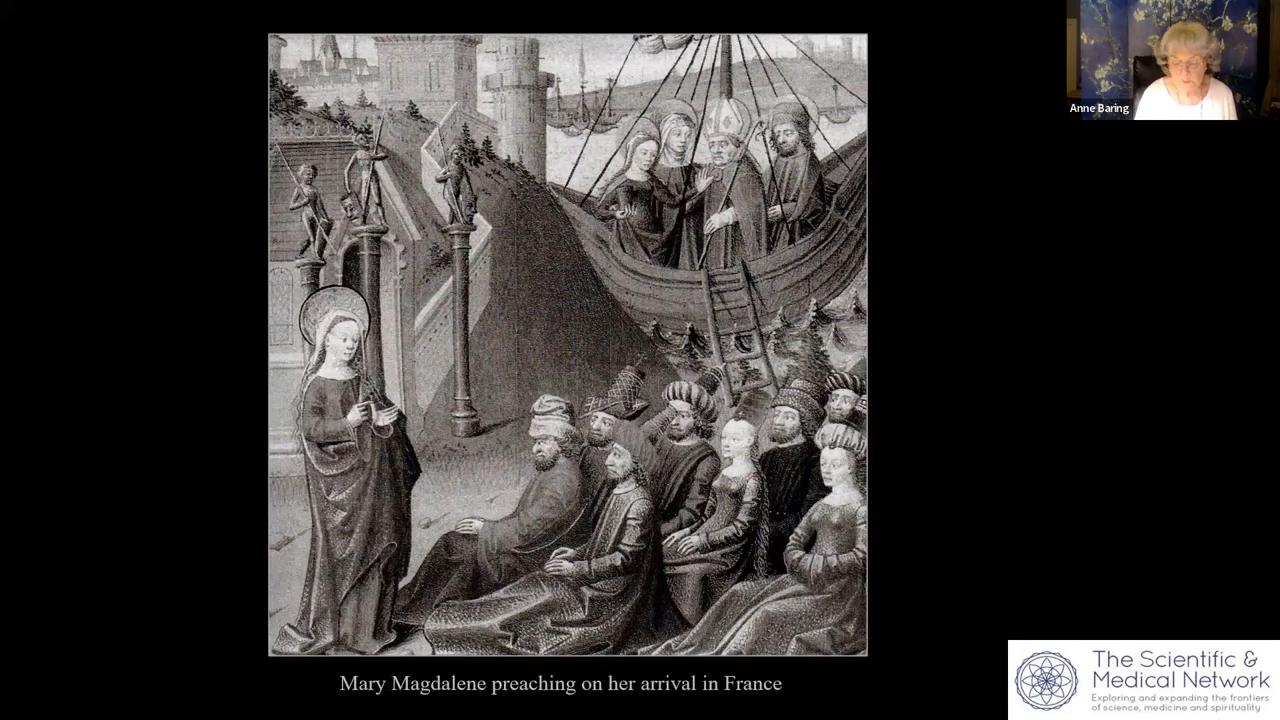 Anne Baring
Mary Magdalene preaching on her arrival in France
The Scientific &
Medical Network
Exploring and expanding the frontiers
of science, medicine and spirituality